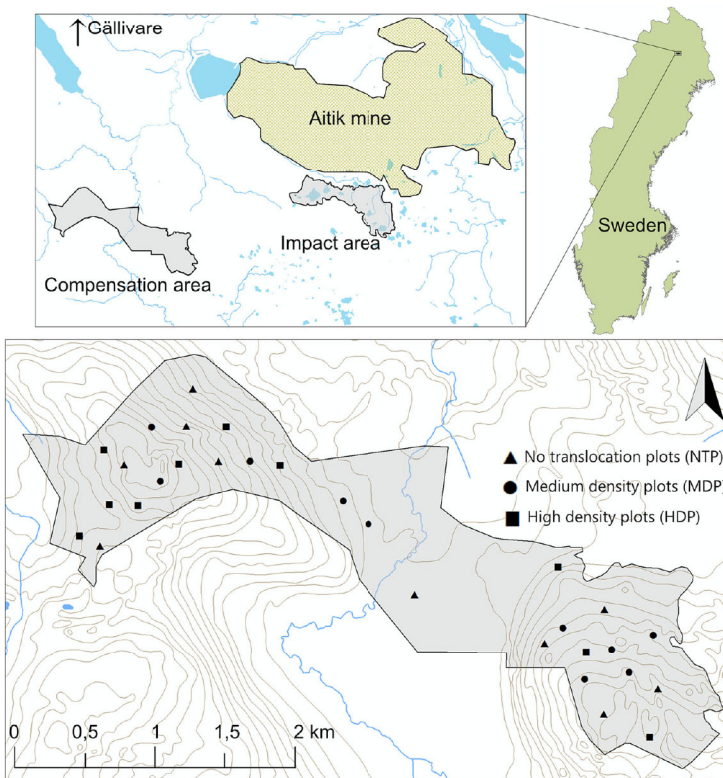 Gällivare
Aitik mine
Impact area
Compensation area
Sweden
No translocation plots (NTP)
Medium density plots (MDP)
High density plots (HDP)
0 0,5 1 1,5 2 km